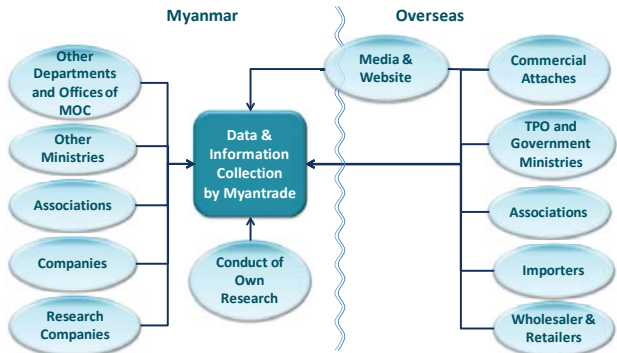 Myanmar
Overseas
Other
Departments
and Offices of
MOC
Other
Ministries
Associations
Companies
Research
Companies
Data &
Information
Collection
by Myantrade
Conduct of
Own
Research
Media &
Website
Commercial
Attaches
TPO and
Government
Ministries
Associations
Importers
Wholesaler &
Retailers